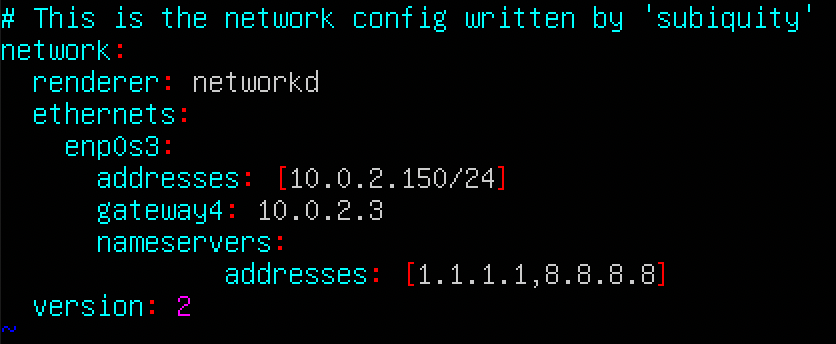 # This is the network config written by 'subiquity'
network:
  renderer: networkd
  ethernets:
    enp0s3:
      addresses: [10.0.2.150/24]
      gateway4: 10.0.2.3
      nameservers:
              addresses: [1.1.1.1,8.8.8.8]
  version: 2
~